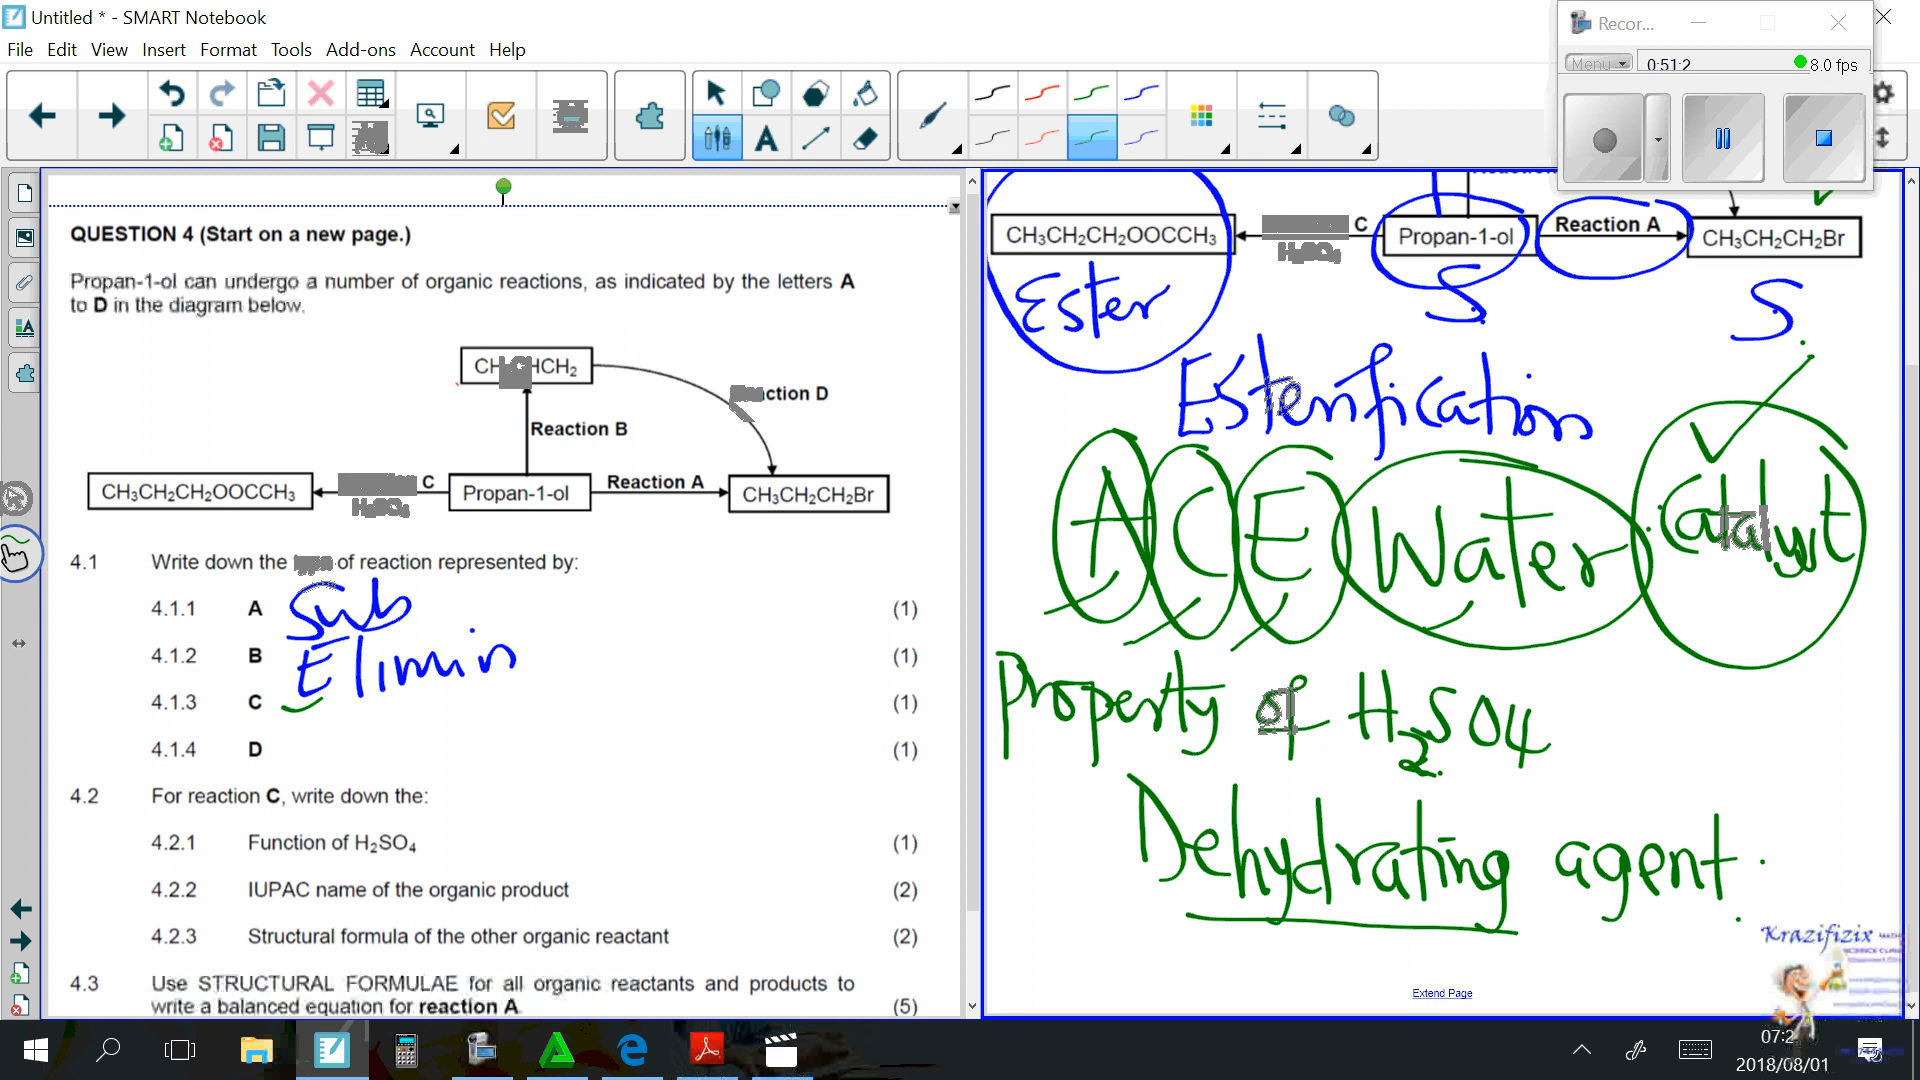 Untitled * - SMART Notebook
File Edit View Insert Format Tools Add-ons Account Help
Recor...
Menu 0:51:2 8.0 fps
QUESTION 4 (Start on a new page.)
Propan-1-ol can undergo a number of organic reactions, as indicated by the letters A
to D in the diagram below.
Reaction D
Reaction B
CH₃CH₂CH₂OOCCH₃ C Propan-1-ol Reaction A CH₃CH₂CH₂Br
H₂SO₄
4.1 Write down the of reaction represented by:
4.1.1 A Sub (1)
4.1.2 B Elimin (1)
4.1.3 C (1)
4.1.4 D (1)
4.2 For reaction C, write down the:
4.2.1 Function of H₂SO₄ (1)
4.2.2 IUPAC name of the organic product (2)
4.2.3 Structural formula of the other organic reactant (2)
4.3 Use STRUCTURAL FORMULAE for all organic reactants and products to
write a balanced equation for reaction A (5)
CH₃CH₂CH₂OOCCH₃ C Propan-1-ol Reaction A CH₃CH₂CH₂Br
H₂SO₄
Ester S S
Esterification
A C E Water Catalyst
Property of H₂SO4
Dehydrating agent.
Krazifizix
Extend Page
07:2
2018/08/01